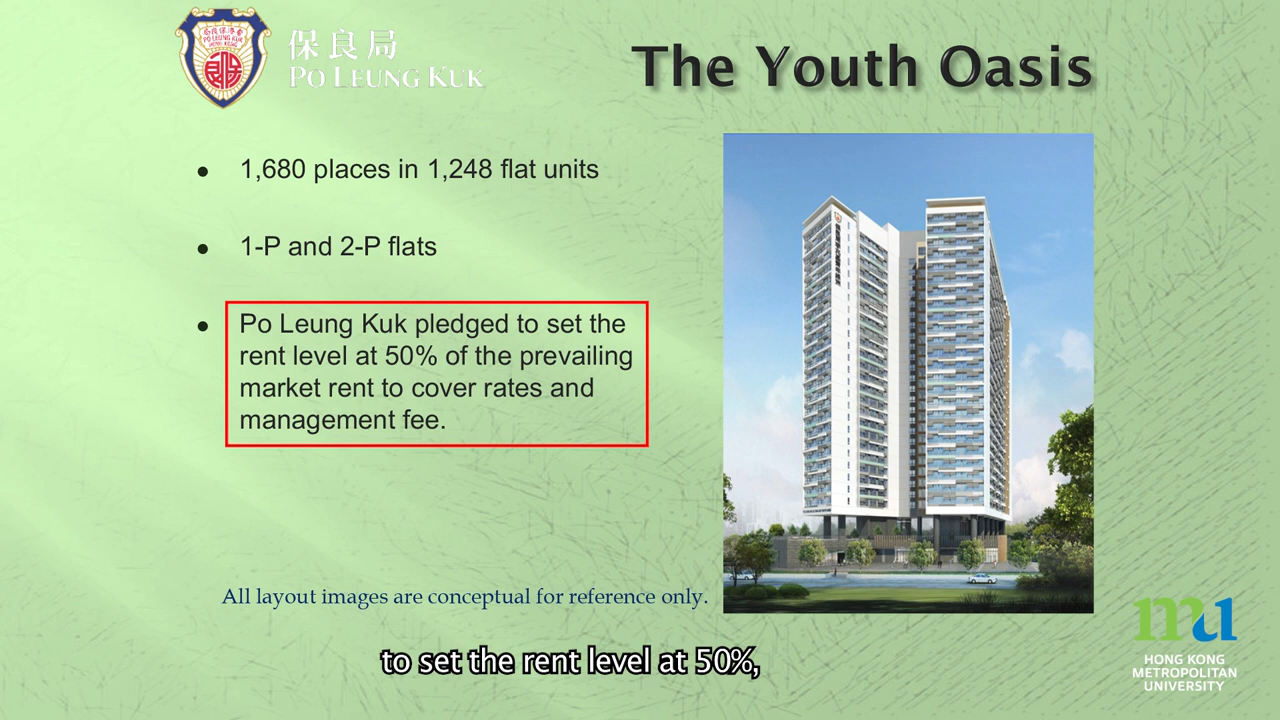 保良局
PO LEUNG KUK
The Youth Oasis
1,680 places in 1,248 flat units
1-P and 2-P flats
Po Leung Kuk pledged to set the
rent level at 50% of the prevailing
market rent to cover rates and
management fee.
All layout images are conceptual for reference only.
to set the rent level at 50%,
mu
HONG KONG
METROPOLITAN
UNIVERSITY